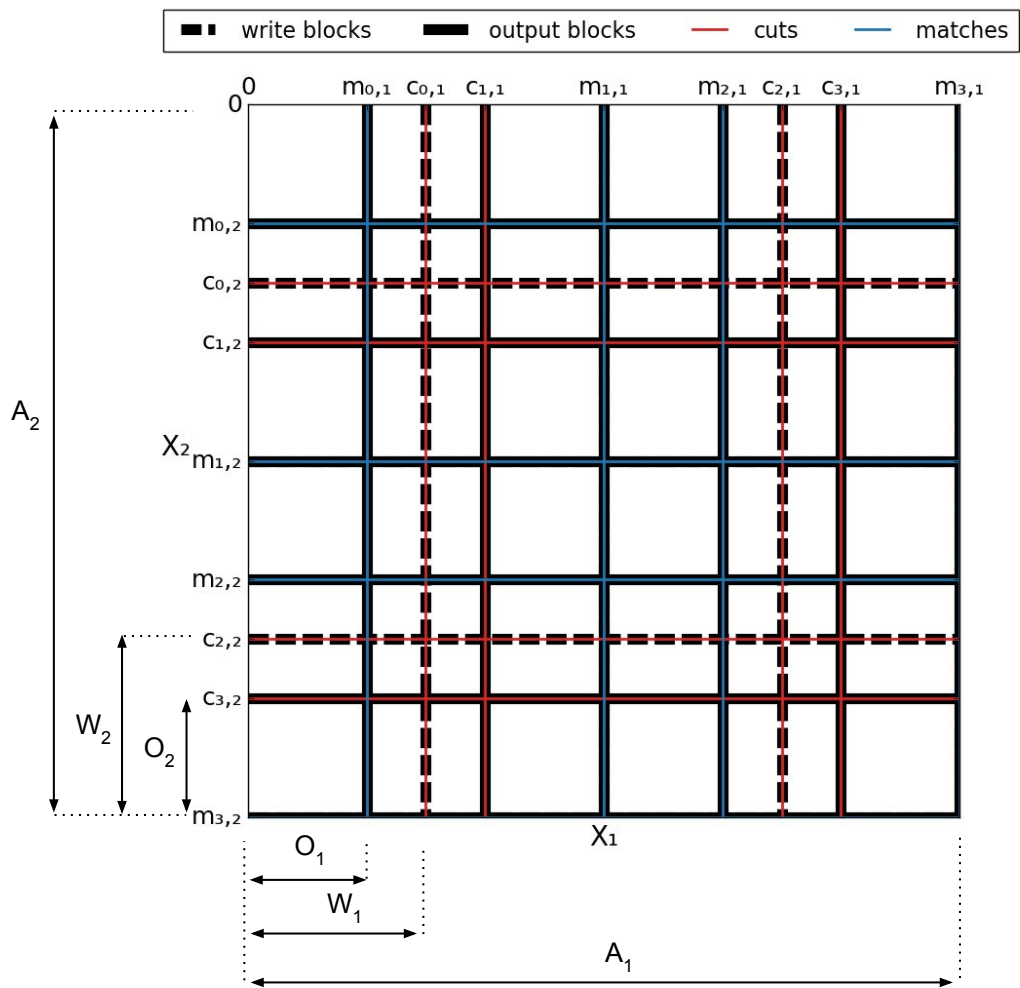 write blocks output blocks cuts matches
0 m₀,₁ c₀,₁ c₁,₁ m₁,₁ m₂,₁ c₂,₁ c₃,₁ m₃,₁
0
m₀,₂
c₀,₂
c₁,₂
A₂
X₂ m₁,₂
m₂,₂
c₂,₂
c₃,₂
W₂
O₂
m₃,₂
X₁
O₁
W₁
A₁